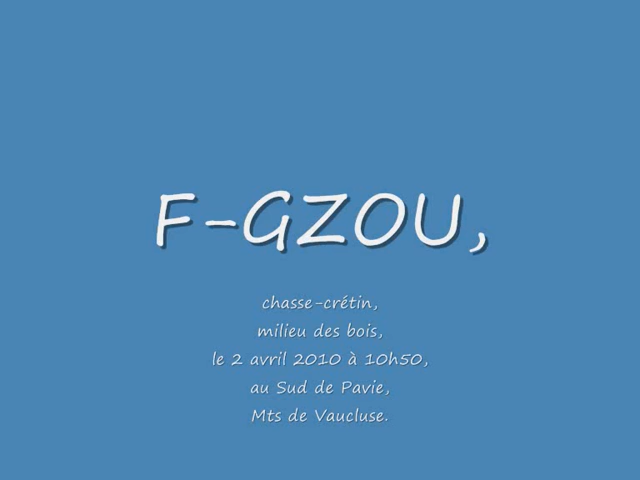 F-GZOU,
chasse-crétin,
milieu des bois,
le 2 avril 2010 à 10h50,
au Sud de Pavie,
Mts de Vaucluse.